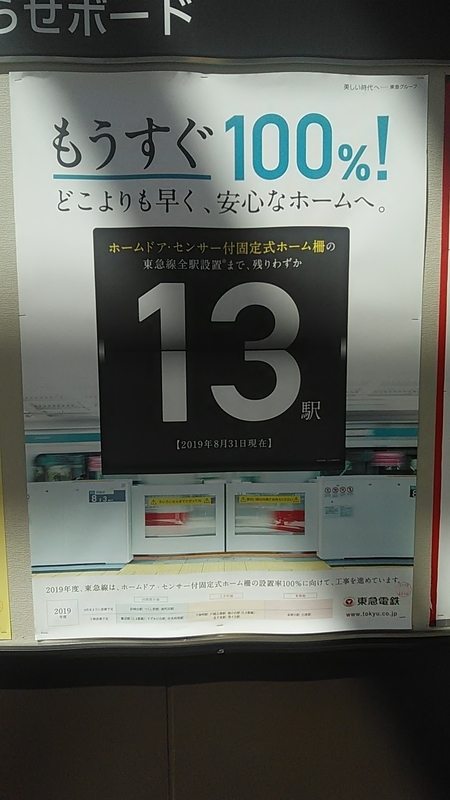 らせボード
美しい時代へ 東急グループ
もうすぐ100%!
どこよりも早く、安心なホームへ。
ホームドア・センサー付固定式ホーム柵の
東急線全駅設置※まで、残りわずか
13駅
【2019年8月31日現在】
2019年度、東急線は、ホームドア・センサー付固定式ホーム柵の設置率100%に向けて、工事を進めています。
2019
年度
東急電鉄
www.tokyu.co.jp